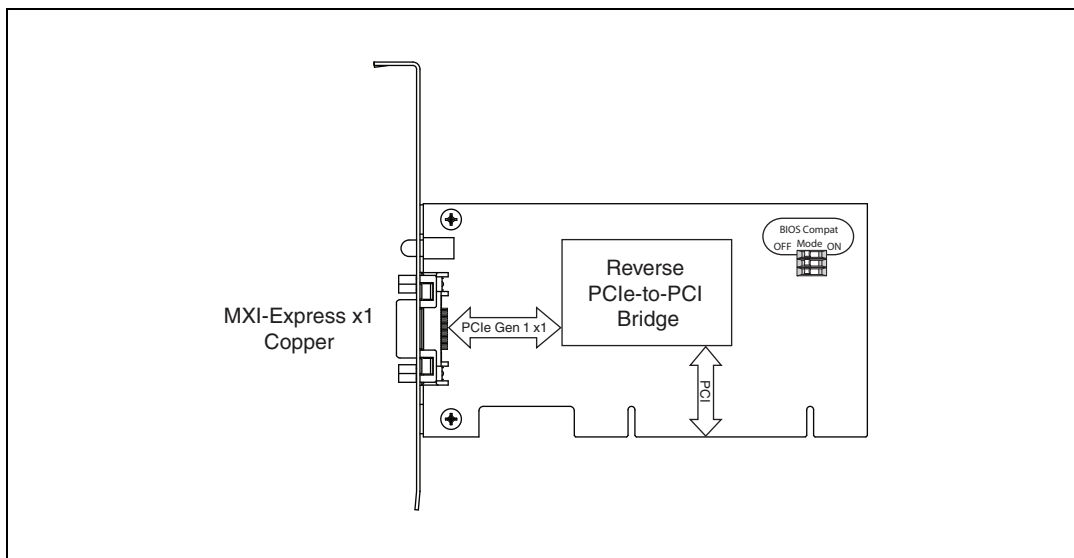 BIOS Compat
OFF Mode ON
Reverse
PCIe-to-PCI
Bridge
MXI-Express x1
Copper
PCIe Gen 1 x1
PCI